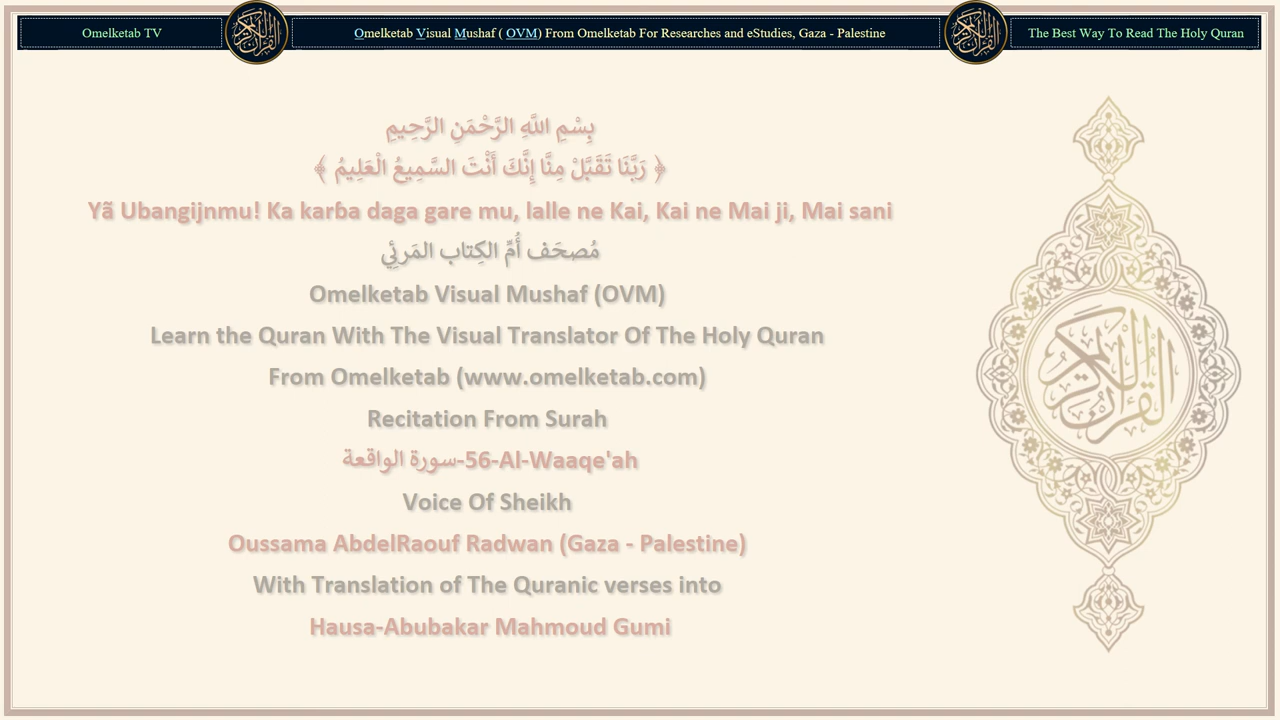 Omelketab TV
Omelketab Visual Mushaf ( OVM) From Omelketab For Researches and eStudies, Gaza - Palestine
The Best Way To Read The Holy Quran
بِسْمِ اللَّهِ الرَّحْمَنِ الرَّحِيمِ
﴿ رَبَّنَا تَقَبَّلْ مِنَّا إِنَّكَ أَنْتَ السَّمِيعُ الْعَلِيمُ ﴾
Yã Ubangijnmu! Ka karɓa daga gare mu, lalle ne Kai, Kai ne Mai ji, Mai sani
مُصحَف أُمِّ الكِتاب المَرئِي
Omelketab Visual Mushaf (OVM)
Learn the Quran With The Visual Translator Of The Holy Quran
From Omelketab (www.omelketab.com)
Recitation From Surah
سورة الواقعة-56-Al-Waaqe'ah
Voice Of Sheikh
Oussama AbdelRaouf Radwan (Gaza - Palestine)
With Translation of The Quranic verses into
Hausa-Abubakar Mahmoud Gumi
القرآن الكريم